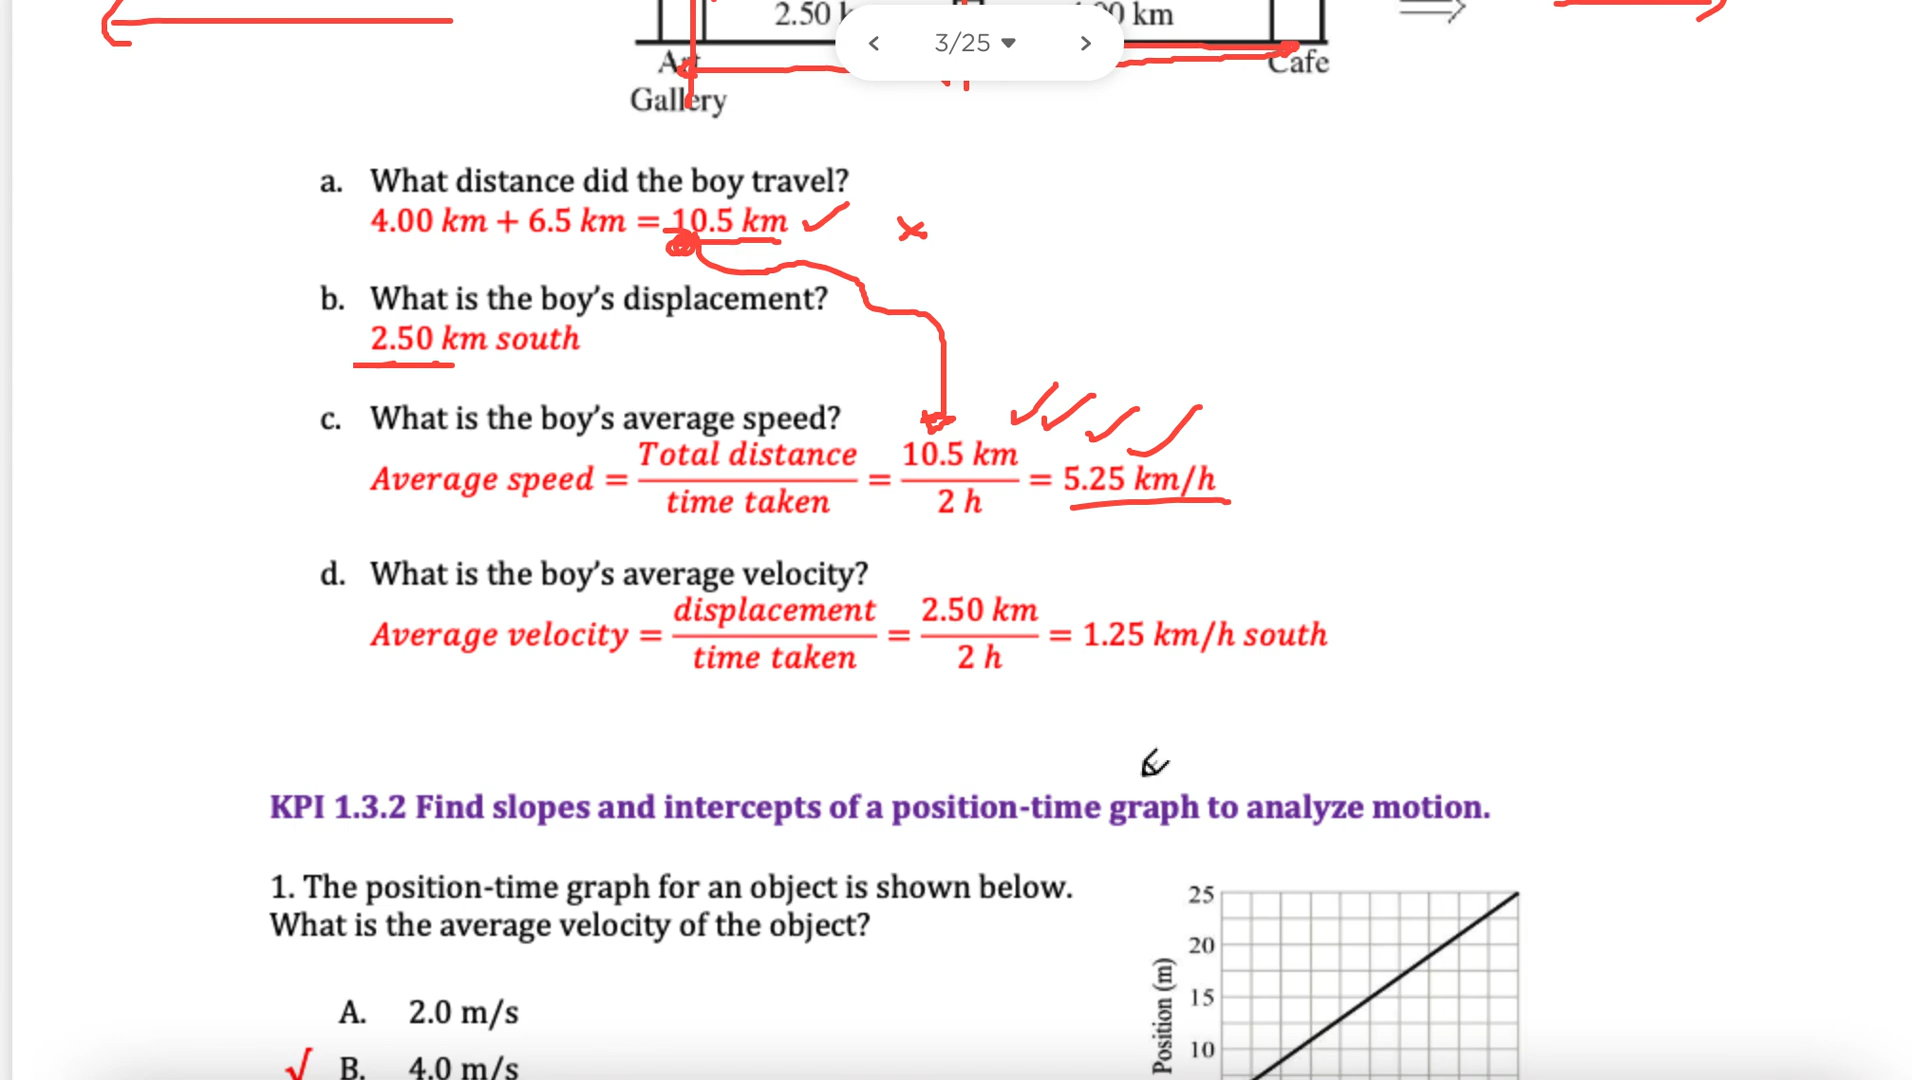 2.50
km
3/25
Gallery
Cafe
a. What distance did the boy travel?
4.00 km + 6.5 km = 10.5 km
b. What is the boy's displacement?
2.50 km south
c. What is the boy's average speed?
Average speed = Total distance / time taken = 10.5 km / 2 h = 5.25 km/h
d. What is the boy's average velocity?
Average velocity = displacement / time taken = 2.50 km / 2 h = 1.25 km/h south
KPI 1.3.2 Find slopes and intercepts of a position-time graph to analyze motion.
1. The position-time graph for an object is shown below.
What is the average velocity of the object?
A. 2.0 m/s
B. 4.0 m/s
Position (m)
25
20
15
10